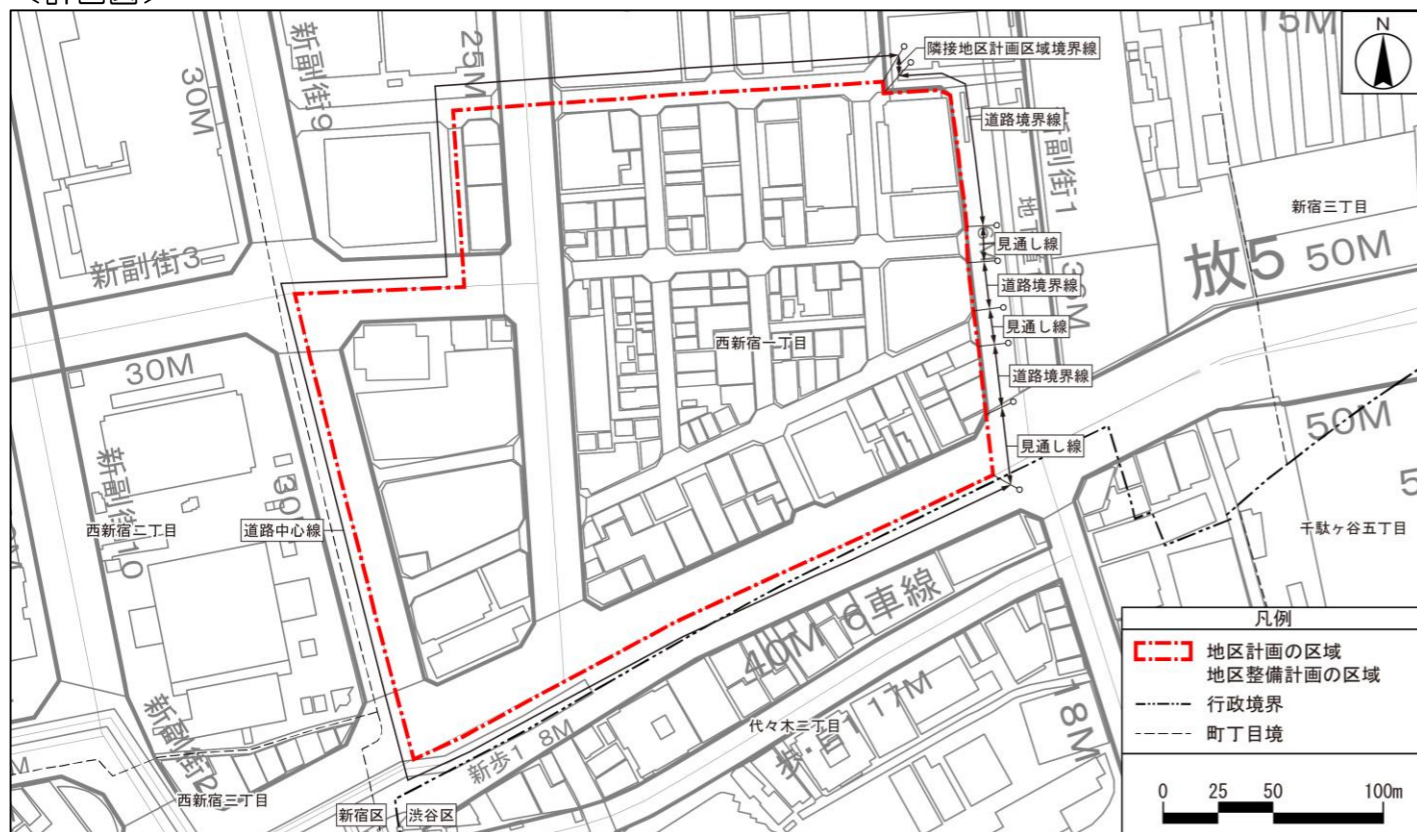 15M
N
隣接地区計画区域境界線
新副街9
25M
30M
道路境界線
新副街1
新宿三丁目
見通し線
新副街3
放5 50M
道路境界線
見通し線
西新宿一丁目
30M
道路境界線
50M
見通し線
新副街10
道路中心線
西新宿二丁目
千駄ヶ谷五丁目
40M 6車線
凡例
地区計画の区域
地区整備計画の区域
行政境界
町丁目境
17M
18M
代々木三丁目
新歩1 8M
新副街2
西新宿三丁目
新宿区
渋谷区
0 25 50 100m